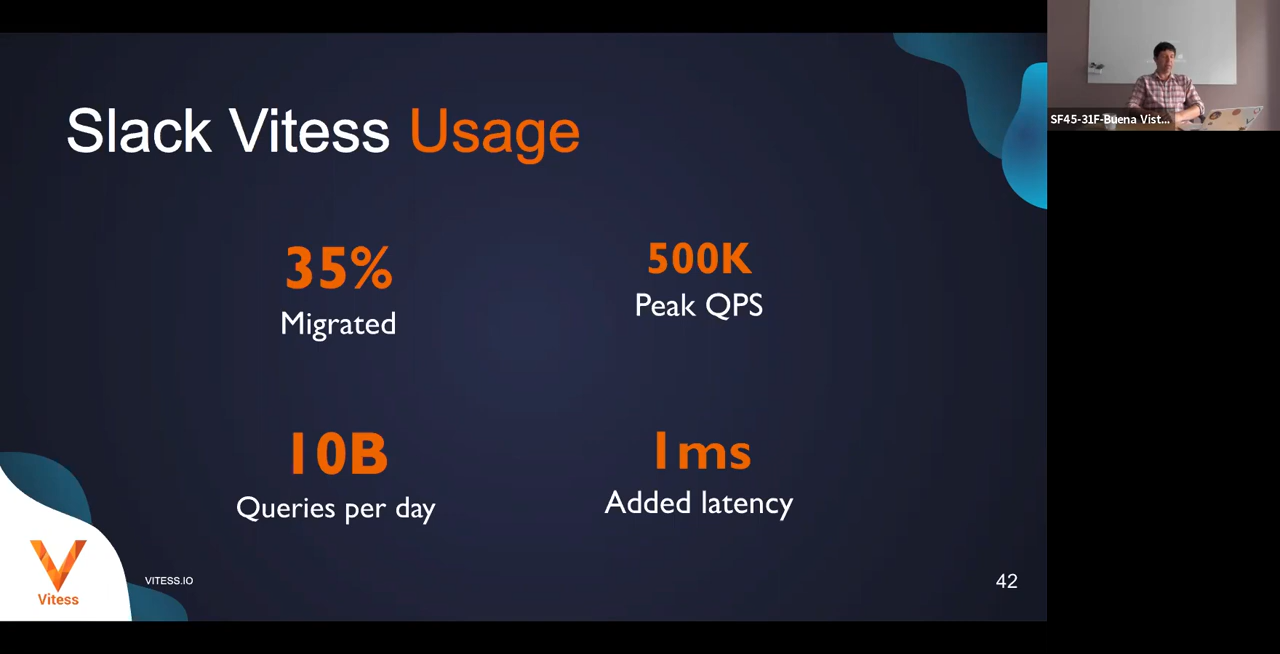 Slack Vitess Usage
35%
Migrated
500K
Peak QPS
10B
Queries per day
1ms
Added latency
Vitess
VITESS.IO
42
SF45-31F-Buena Vist...